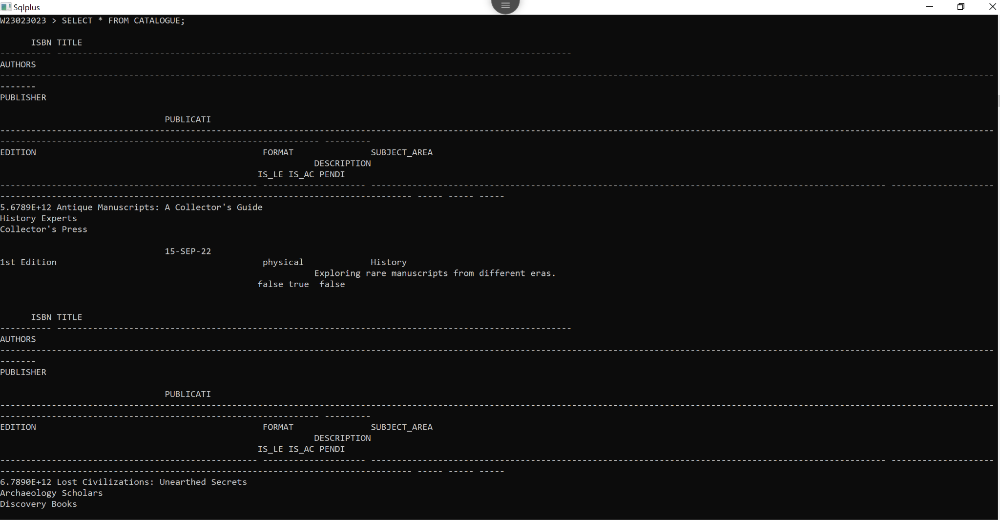 Sqlplus
W23023023 > SELECT * FROM CATALOGUE;
ISBN TITLE
---------- ----------------------------------------------------------------------------------------------------
AUTHORS
-------------------------------------------------------------------------------------------------------------------------------------------------------------------------------------------------
-------
PUBLISHER
PUBLICATI
-------------------------------------------------------------------------------------------------------------------------------------------------------------------------------------------------
-------------------------------------------------------------- ---------
EDITION FORMAT SUBJECT_AREA
DESCRIPTION
IS_LE IS_AC PENDI
-------------------------------------------------- -------------------- ---------------------------------------------------------------------------------------------------- --------------------
-------------------------------------------------------------------------------- ----- ----- -----
5.6789E+12 Antique Manuscripts: A Collector's Guide
History Experts
Collector's Press
15-SEP-22
1st Edition physical History
Exploring rare manuscripts from different eras.
false true false
ISBN TITLE
---------- ----------------------------------------------------------------------------------------------------
AUTHORS
-------------------------------------------------------------------------------------------------------------------------------------------------------------------------------------------------
-------
PUBLISHER
PUBLICATI
-------------------------------------------------------------------------------------------------------------------------------------------------------------------------------------------------
-------------------------------------------------------------- ---------
EDITION FORMAT SUBJECT_AREA
DESCRIPTION
IS_LE IS_AC PENDI
-------------------------------------------------- -------------------- ---------------------------------------------------------------------------------------------------- --------------------
-------------------------------------------------------------------------------- ----- ----- -----
6.7890E+12 Lost Civilizations: Unearthed Secrets
Archaeology Scholars
Discovery Books